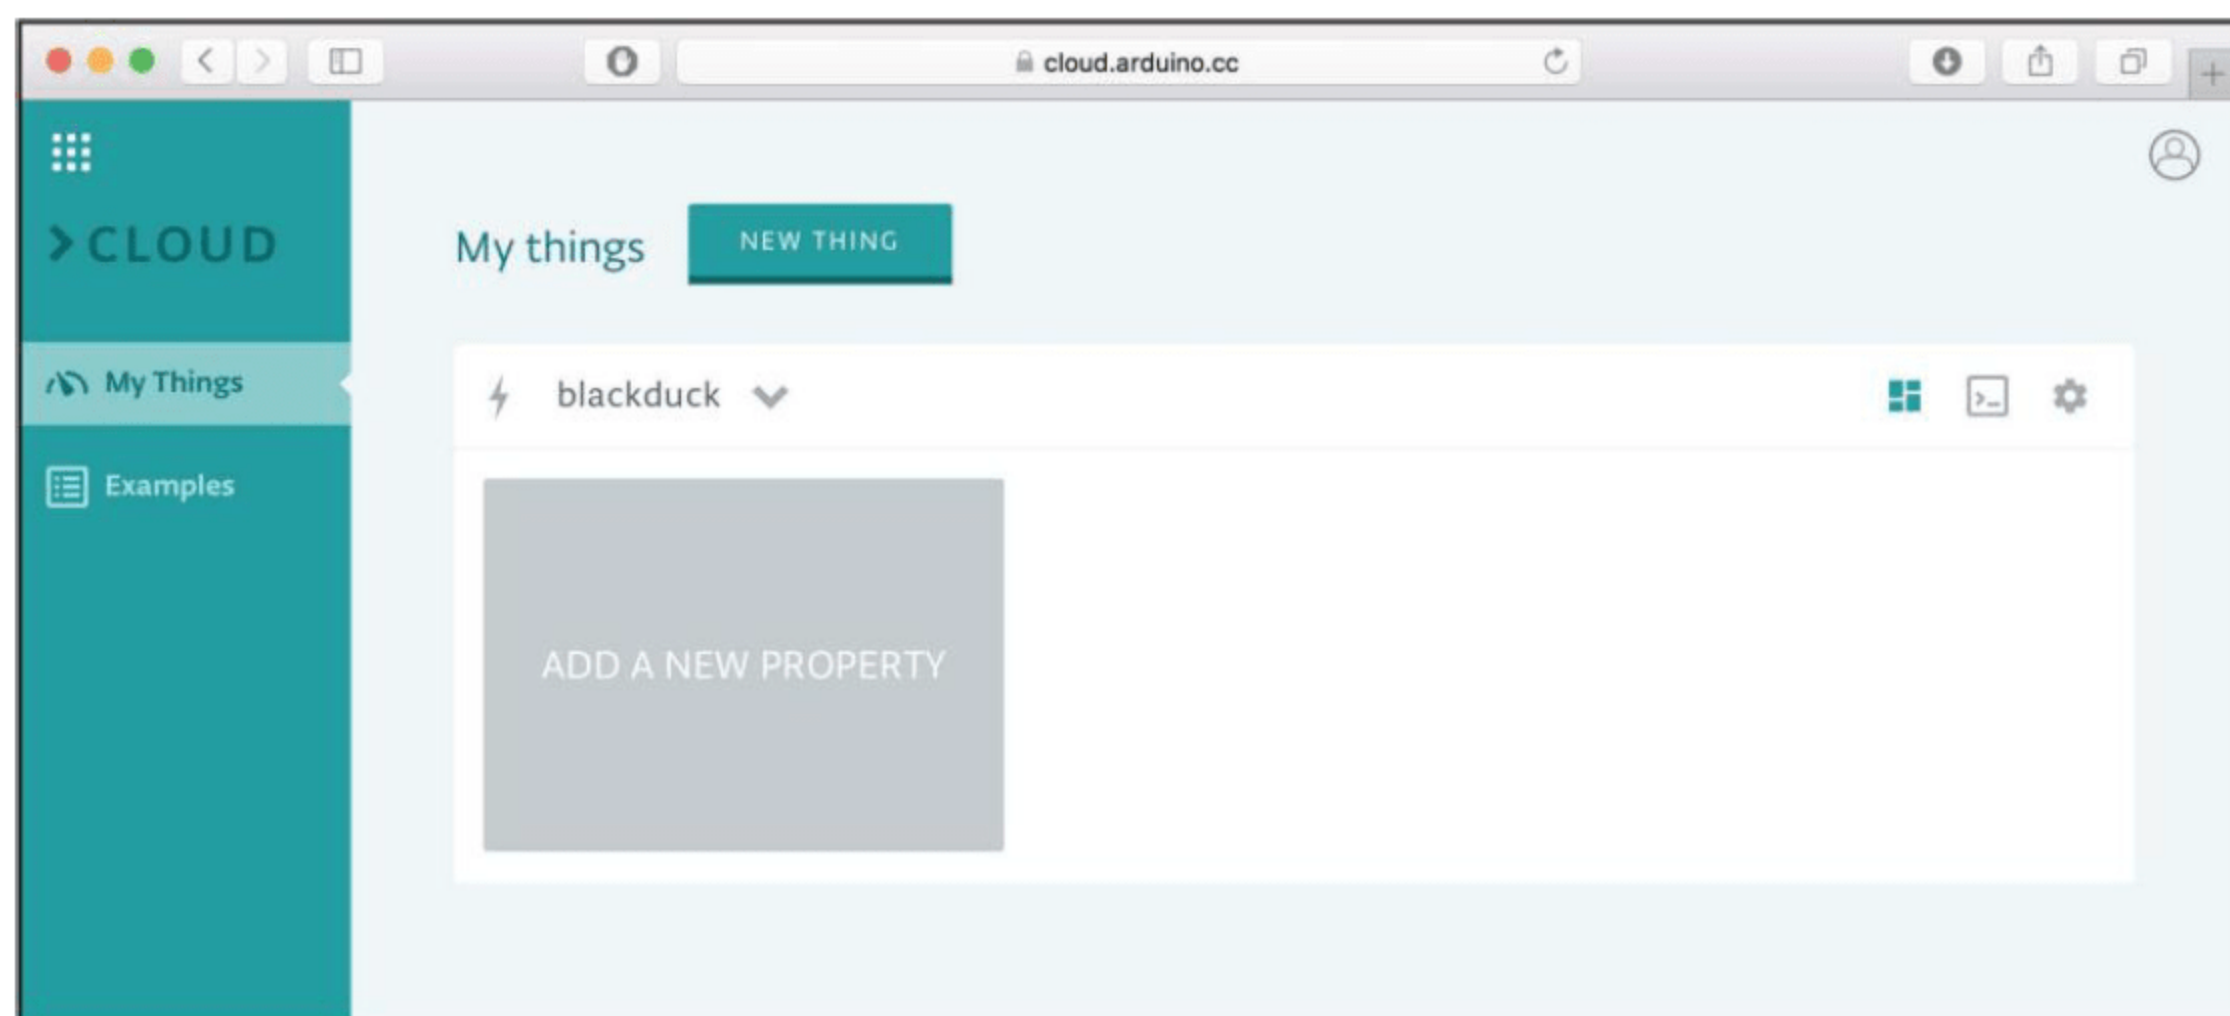 cloud.arduino.cc
>CLOUD
My things
NEW THING
My Things
blackduck
Examples
ADD A NEW PROPERTY